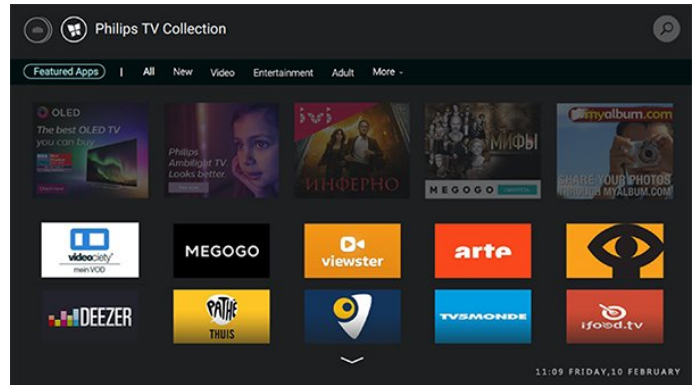 Philips TV Collection
Featured Apps | All New Video Entertainment Adult More
OLED
The best OLED TV
you can buy
Philips
Ambilight TV.
Looks better.
ivi
ИНФЕРНО
МИФЫ
MEGOGO
myalbum.com
SHARE YOUR PHOTOS
THROUGH MYALBUM.COM
videociety
mein VOD
MEGOGO
viewster
arte
DEEZER
PATHÉ
THUIS
TV5MONDE
ifood.tv
11:09 FRIDAY,10 FEBRUARY